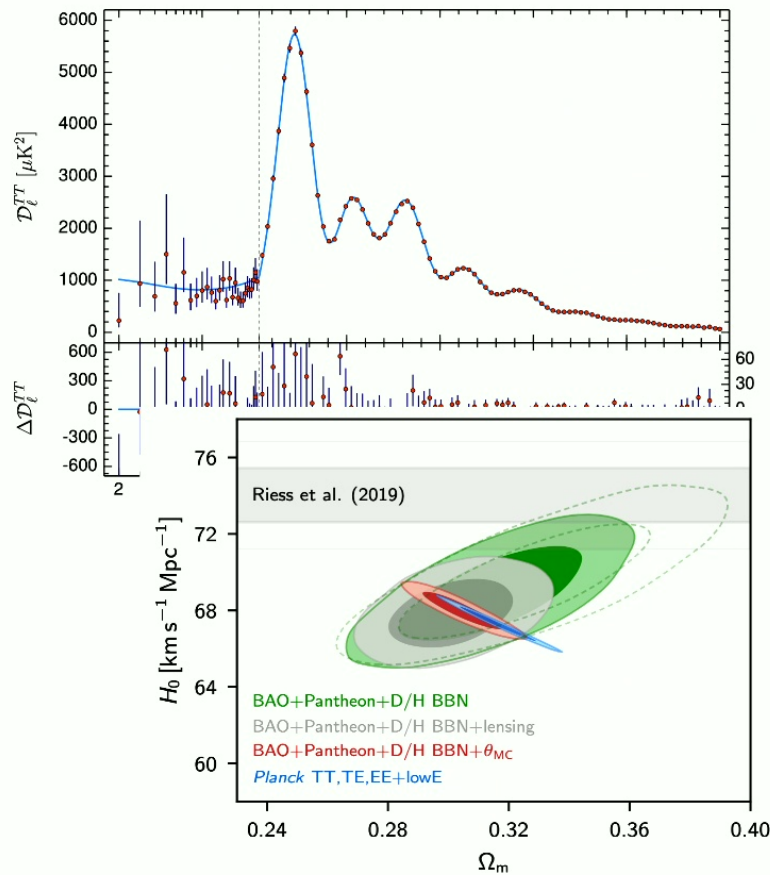 6000
5000
4000
3000
2000
1000
0
𝒟ℓᵀᵀ [μK²]
600
300
0
-300
-600
Δ𝒟ℓᵀᵀ
60
30
0
2
76
72
68
64
60
H₀ [km s⁻¹ Mpc⁻¹]
Riess et al. (2019)
BAO+Pantheon+D/H BBN
BAO+Pantheon+D/H BBN+lensing
BAO+Pantheon+D/H BBN+θMC
Planck TT,TE,EE+lowE
0.24 0.28 0.32 0.36 0.40
Ωm